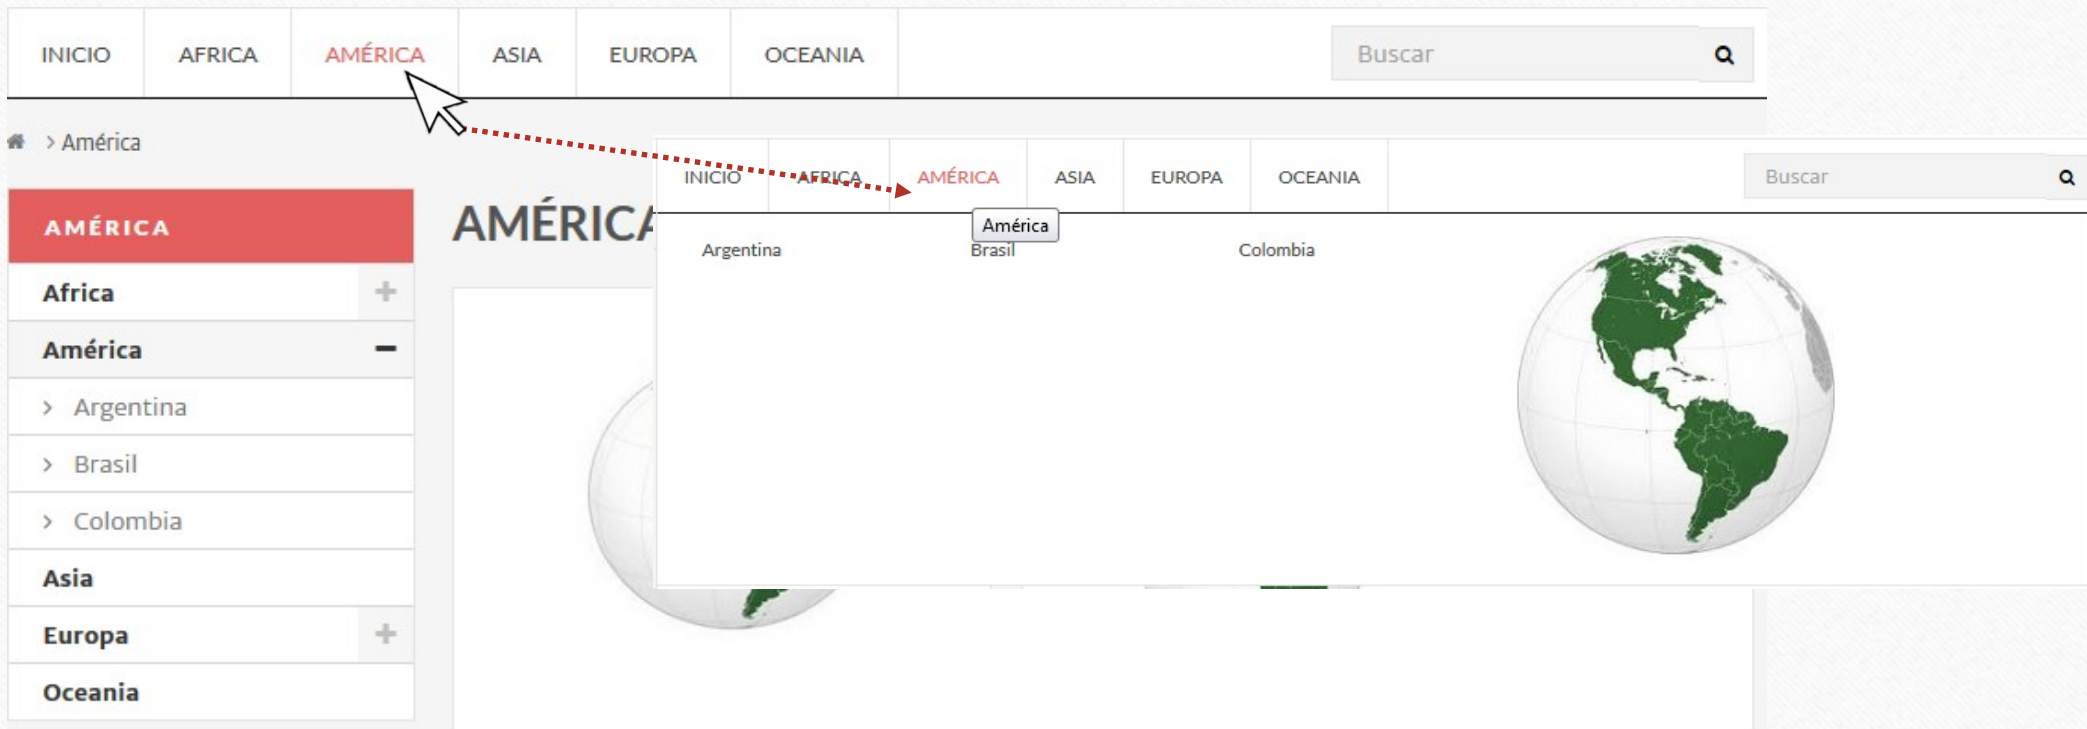 INICIO AFRICA AMÉRICA ASIA EUROPA OCEANIA Buscar
> América
AMÉRICA
Africa +
América −
> Argentina
> Brasil
> Colombia
Asia
Europa +
Oceania
AMÉRICA
INICIO AFRICA AMÉRICA ASIA EUROPA OCEANIA Buscar
América
Argentina Brasil Colombia